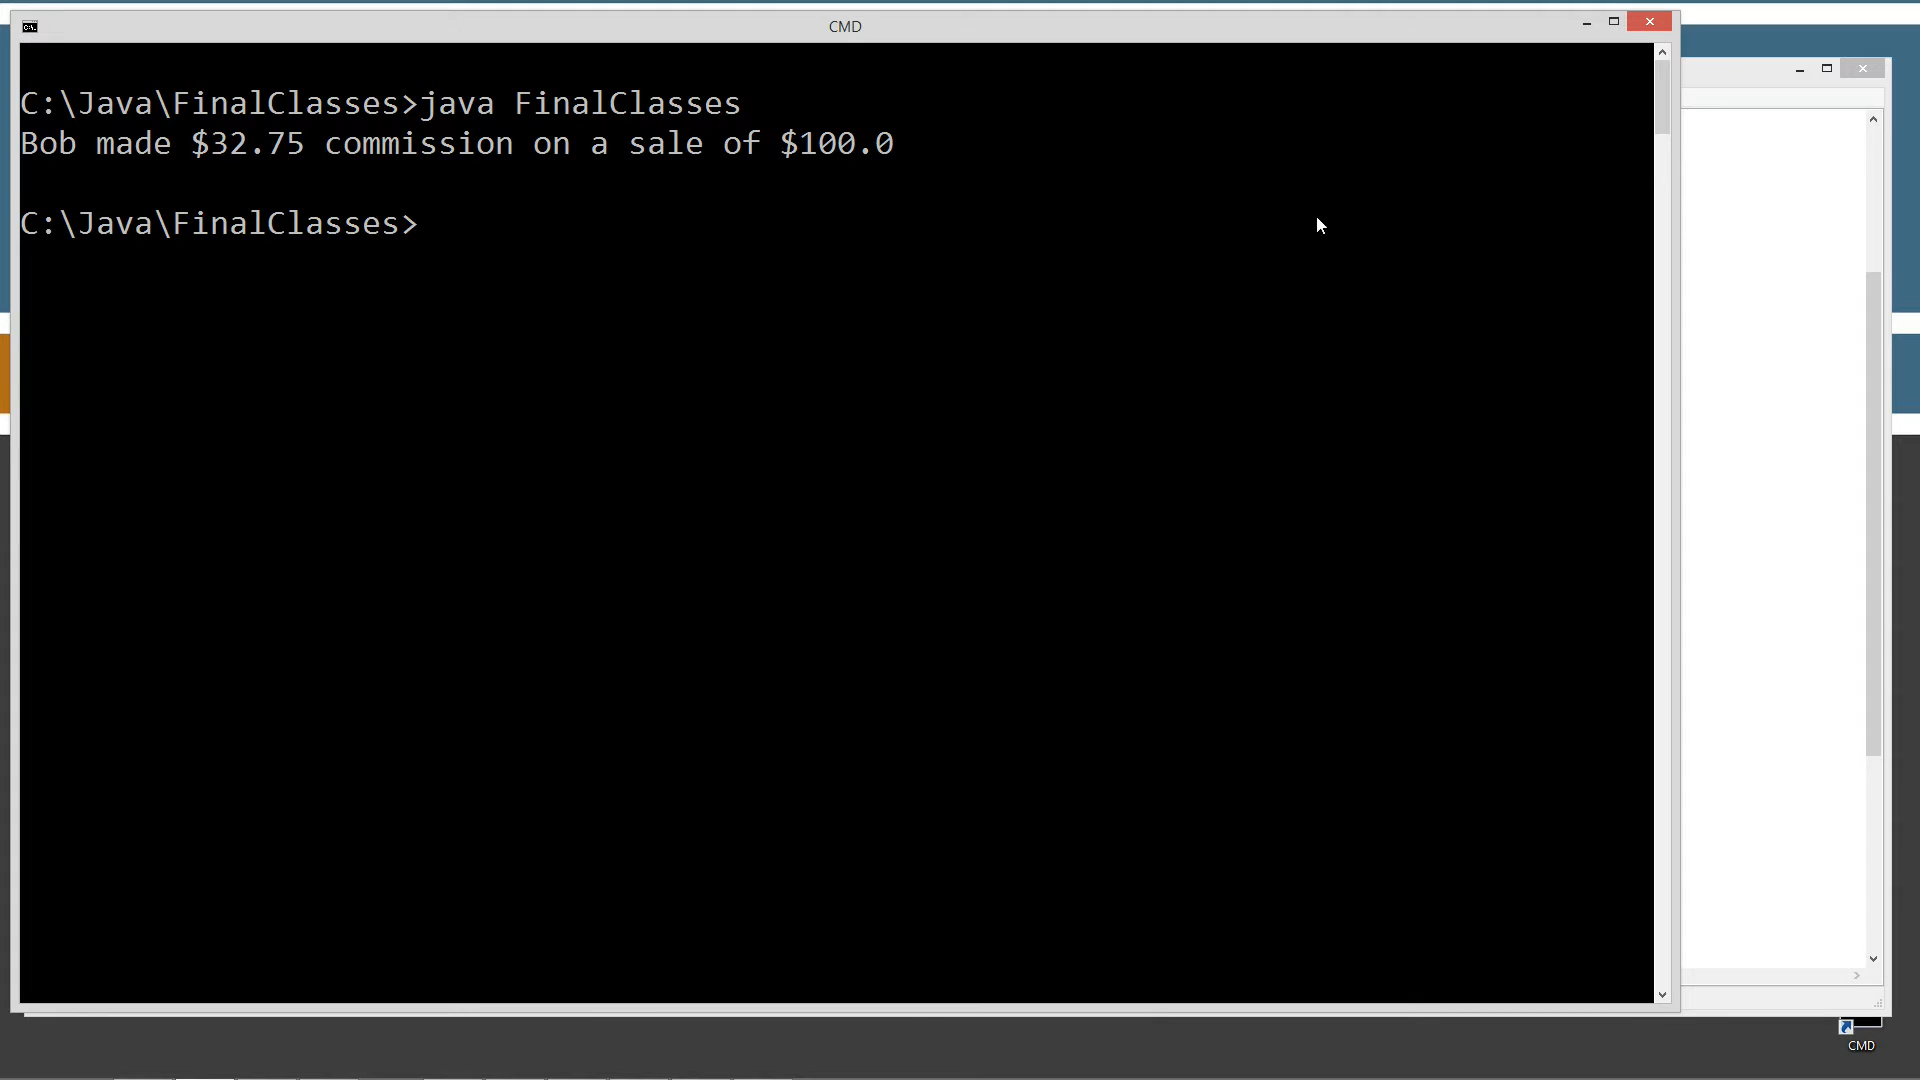 CMD
C:\Java\FinalClasses>java FinalClasses
Bob made $32.75 commission on a sale of $100.0
C:\Java\FinalClasses>
CMD